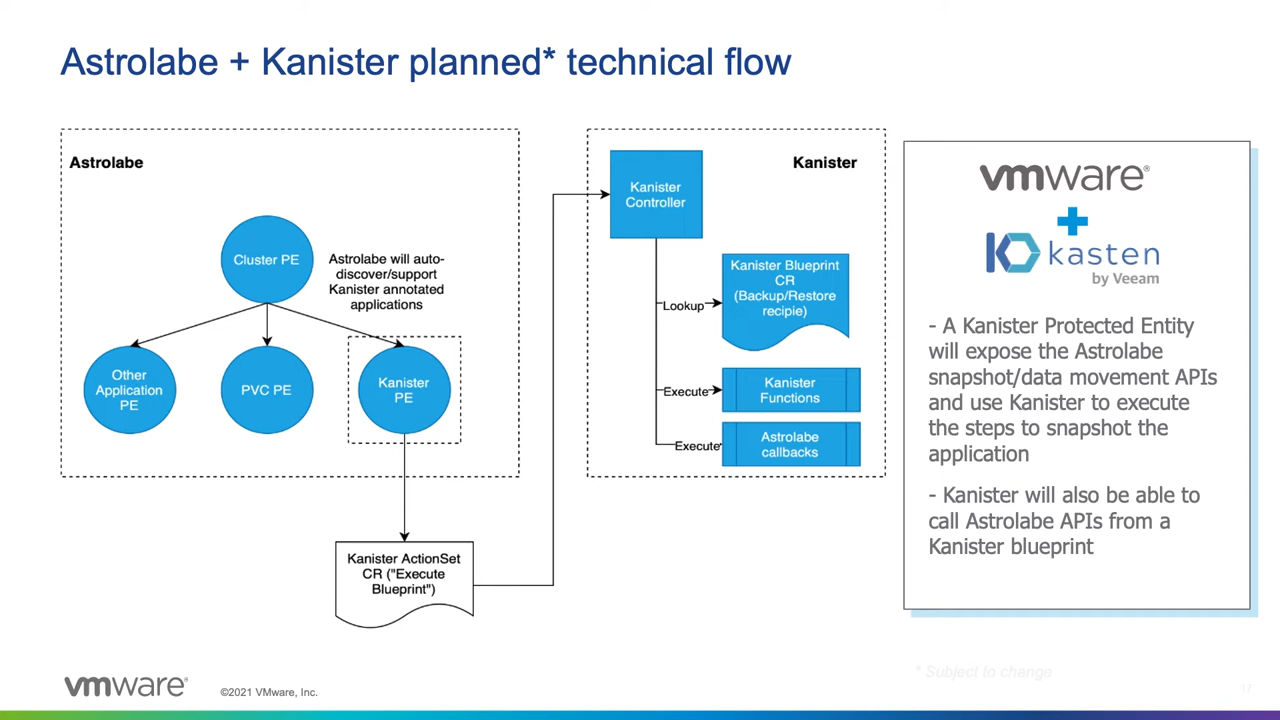 Astrolabe + Kanister planned* technical flow
Astrolabe
Cluster PE
Astrolabe will auto-
discover/support
Kanister annotated
applications
Other
Application
PE
PVC PE
Kanister
PE
Kanister ActionSet
CR ("Execute
Blueprint")
Kanister
Kanister
Controller
Lookup
Kanister Blueprint
CR
(Backup/Restore
recipie)
Execute
Kanister
Functions
Execute
Astrolabe
callbacks
vmware®
+
kasten
by Veeam
- A Kanister Protected Entity
will expose the Astrolabe
snapshot/data movement APIs
and use Kanister to execute
the steps to snapshot the
application
- Kanister will also be able to
call Astrolabe APIs from a
Kanister blueprint
* Subject to change
vmware®
©2021 VMware, Inc.
17